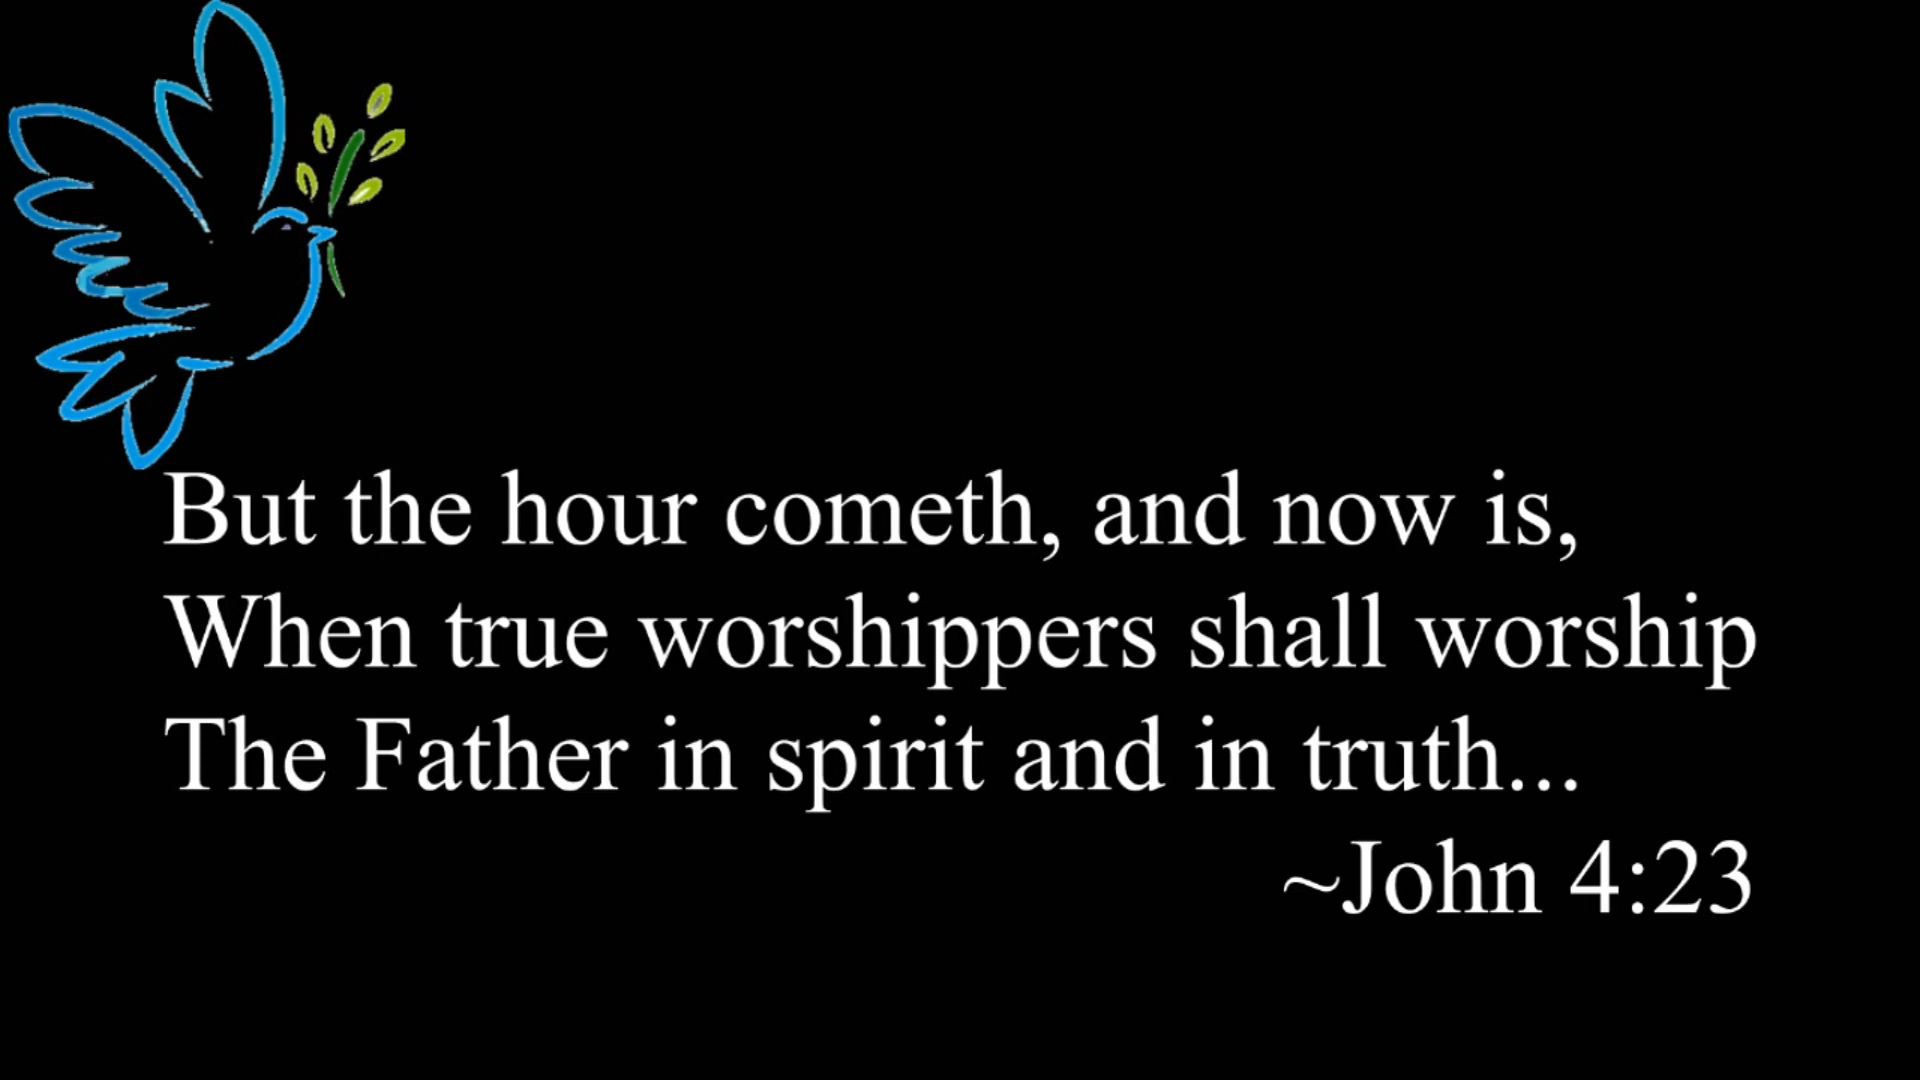 But the hour cometh, and now is,
When true worshippers shall worship
The Father in spirit and in truth...
~John 4:23